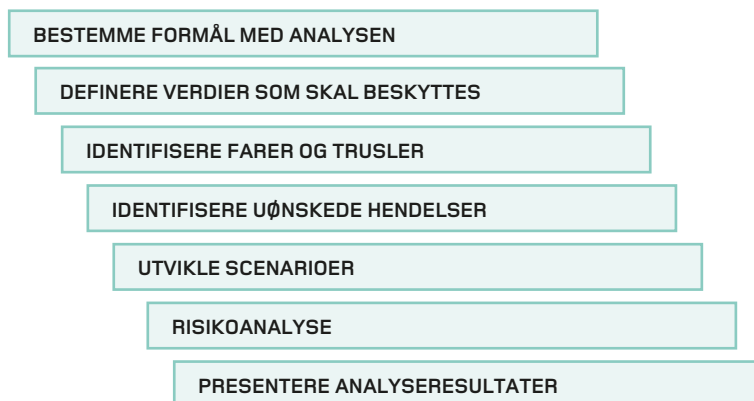 BESTEMME FORMÅL MED ANALYSEN
DEFINERE VERDIER SOM SKAL BESKYTTES
IDENTIFISERE FARER OG TRUSLER
IDENTIFISERE UØNSKEDE HENDELSER
UTVIKLE SCENARIOER
RISIKOANALYSE
PRESENTERE ANALYSERESULTATER